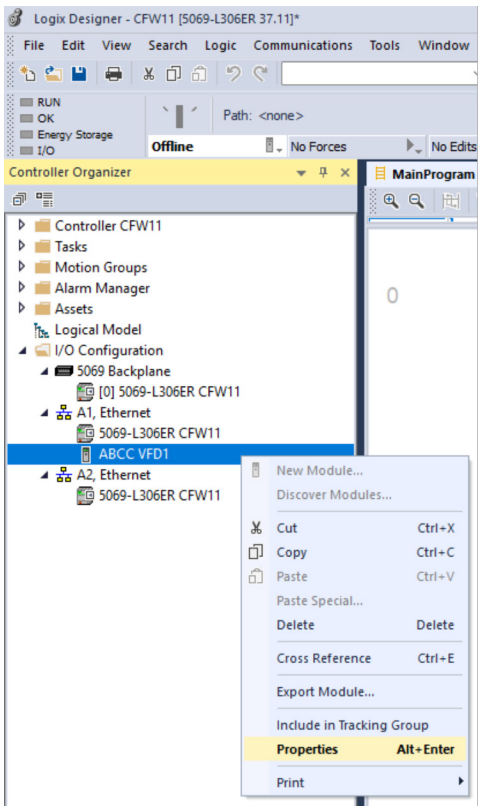 Logix Designer - CFW11 [5069-L306ER 37.11]*
File Edit View Search Logic Communications Tools Window
RUN
OK
Energy Storage
I/O
Path: <none>
Offline No Forces No Edits
Controller Organizer
MainProgram
Controller CFW11
Tasks
Motion Groups
Alarm Manager
Assets
Logical Model
I/O Configuration
5069 Backplane
[0] 5069-L306ER CFW11
A1, Ethernet
5069-L306ER CFW11
ABCC VFD1
A2, Ethernet
5069-L306ER CFW11
0
New Module...
Discover Modules...
Cut Ctrl+X
Copy Ctrl+C
Paste Ctrl+V
Paste Special...
Delete Delete
Cross Reference Ctrl+E
Export Module...
Include in Tracking Group
Properties Alt+Enter
Print